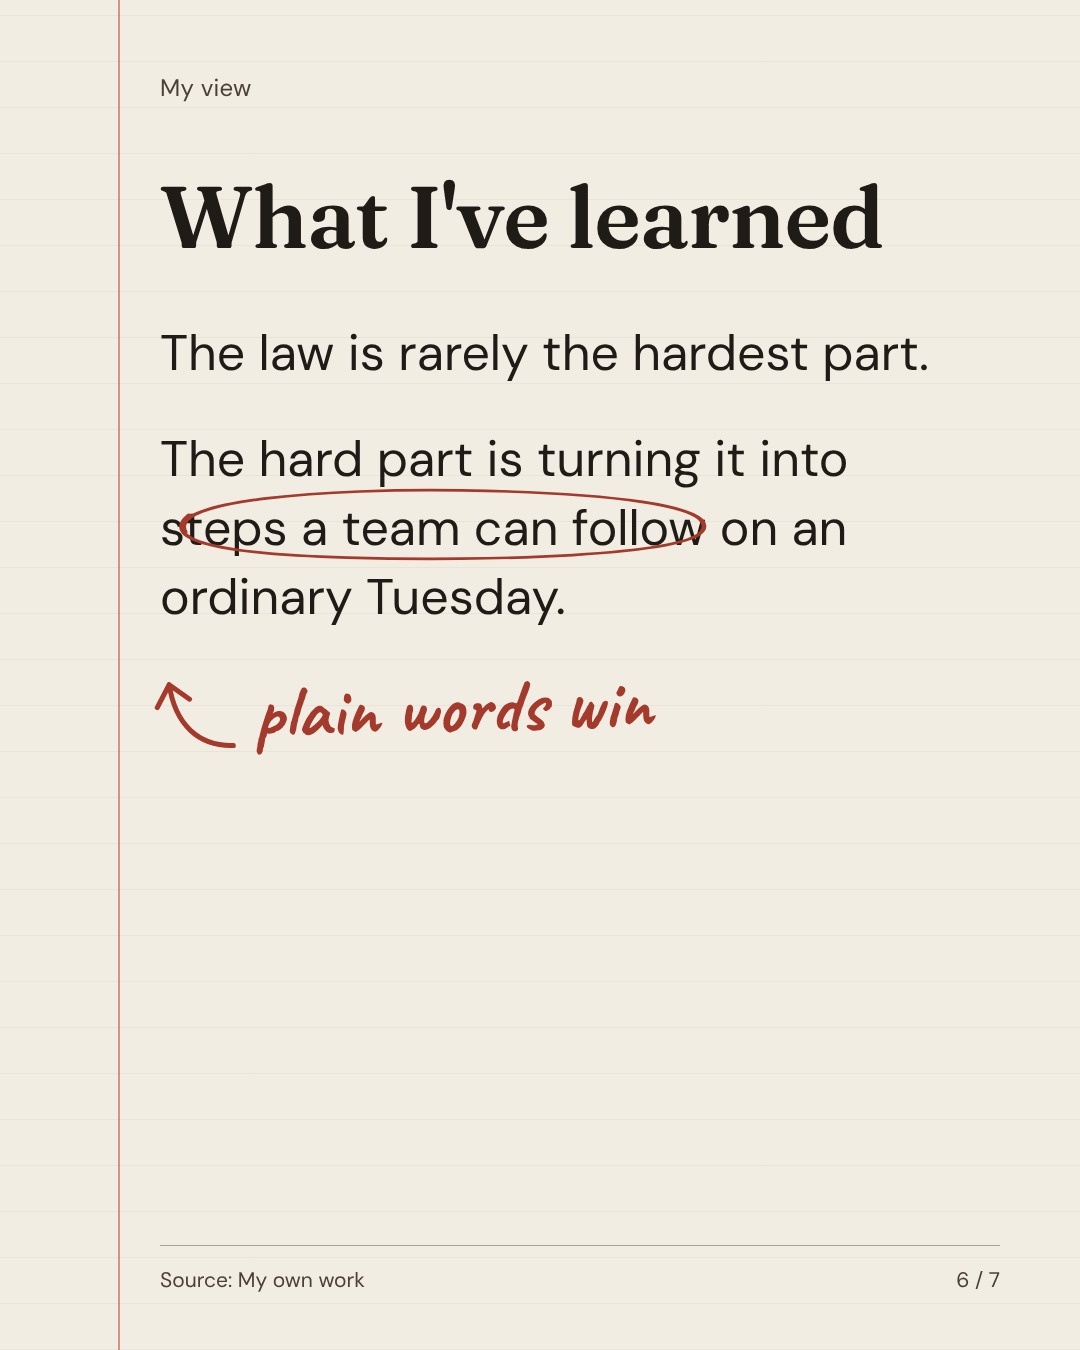 My view
What I've learned
The law is rarely the hardest part.
The hard part is turning it into
steps a team can follow on an
ordinary Tuesday.
plain words win
Source: My own work
6 / 7